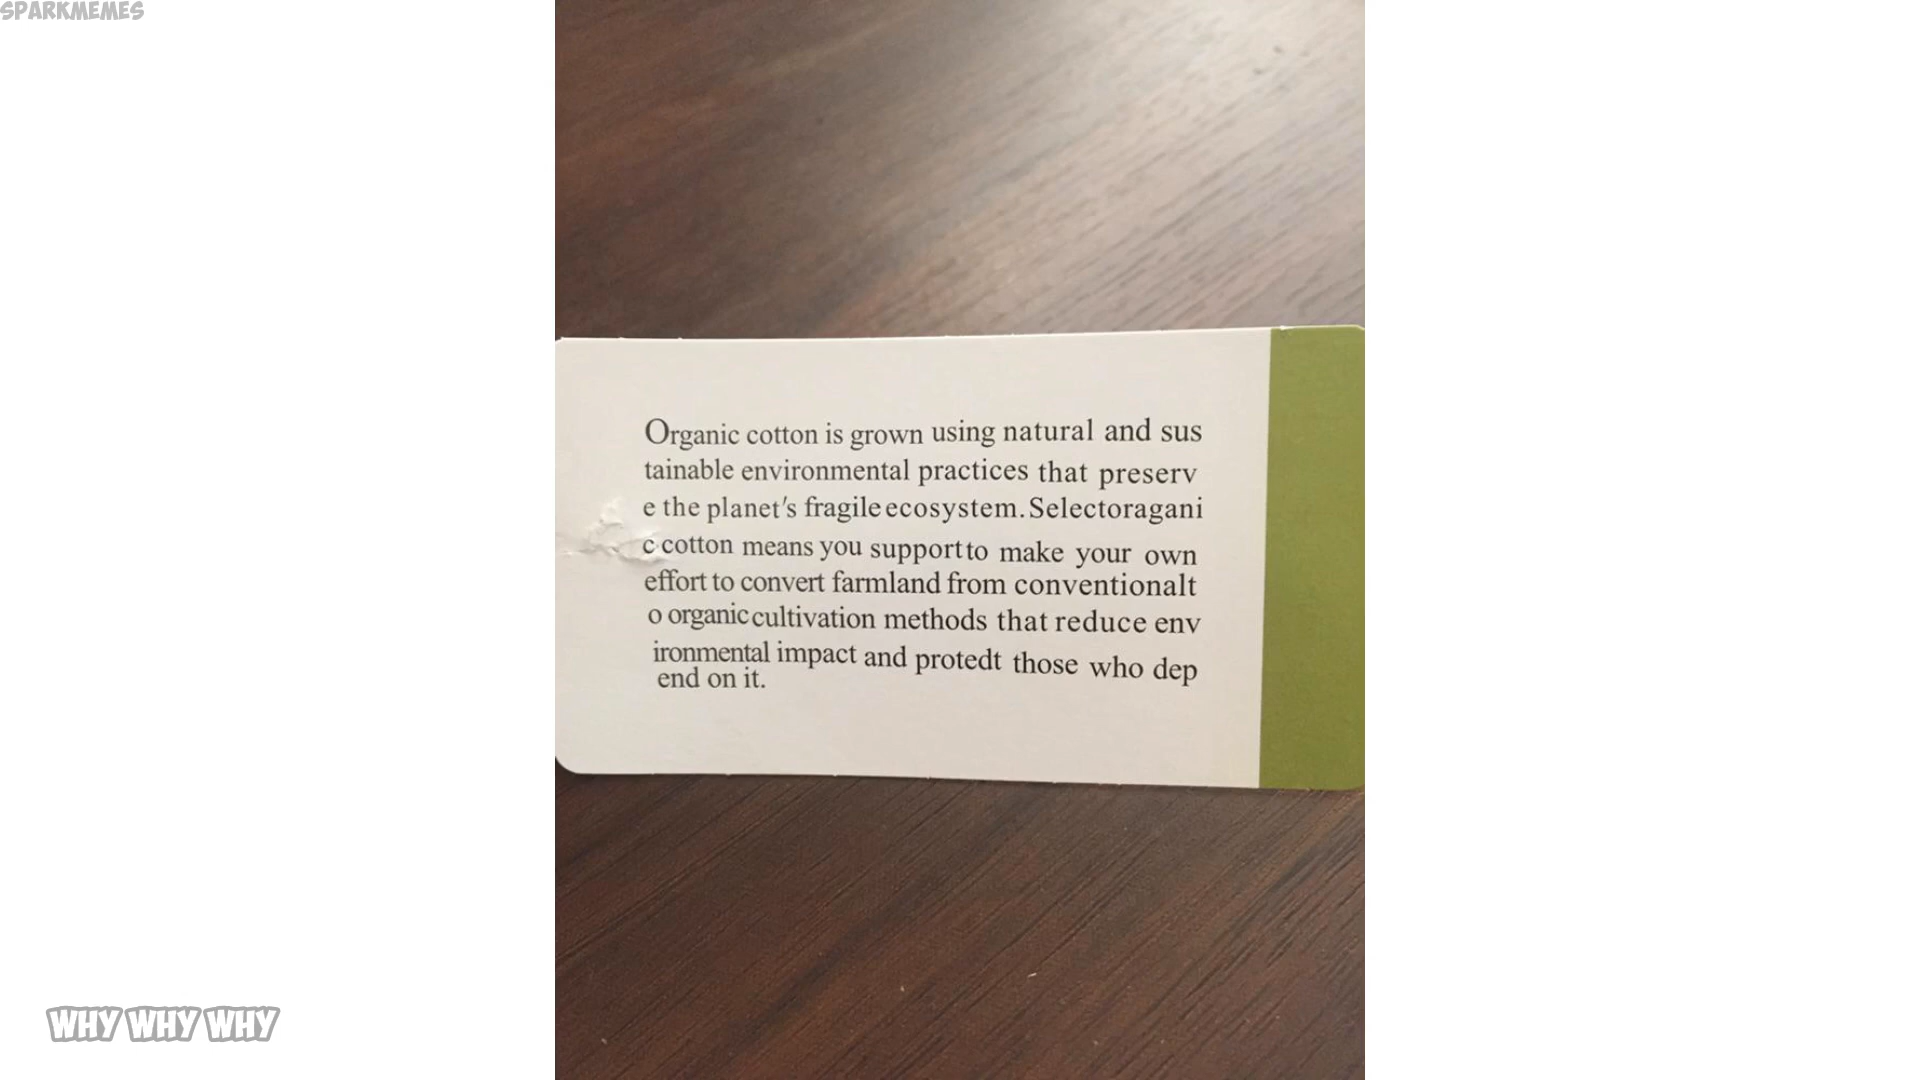 SPARKMEMES
Organic cotton is grown using natural and sus
tainable environmental practices that preserv
e the planet's fragile ecosystem. Selectoragani
c cotton means you support to make your own
effort to convert farmland from conventionalt
o organic cultivation methods that reduce env
ironmental impact and protedt those who dep
end on it.
WHY WHY WHY